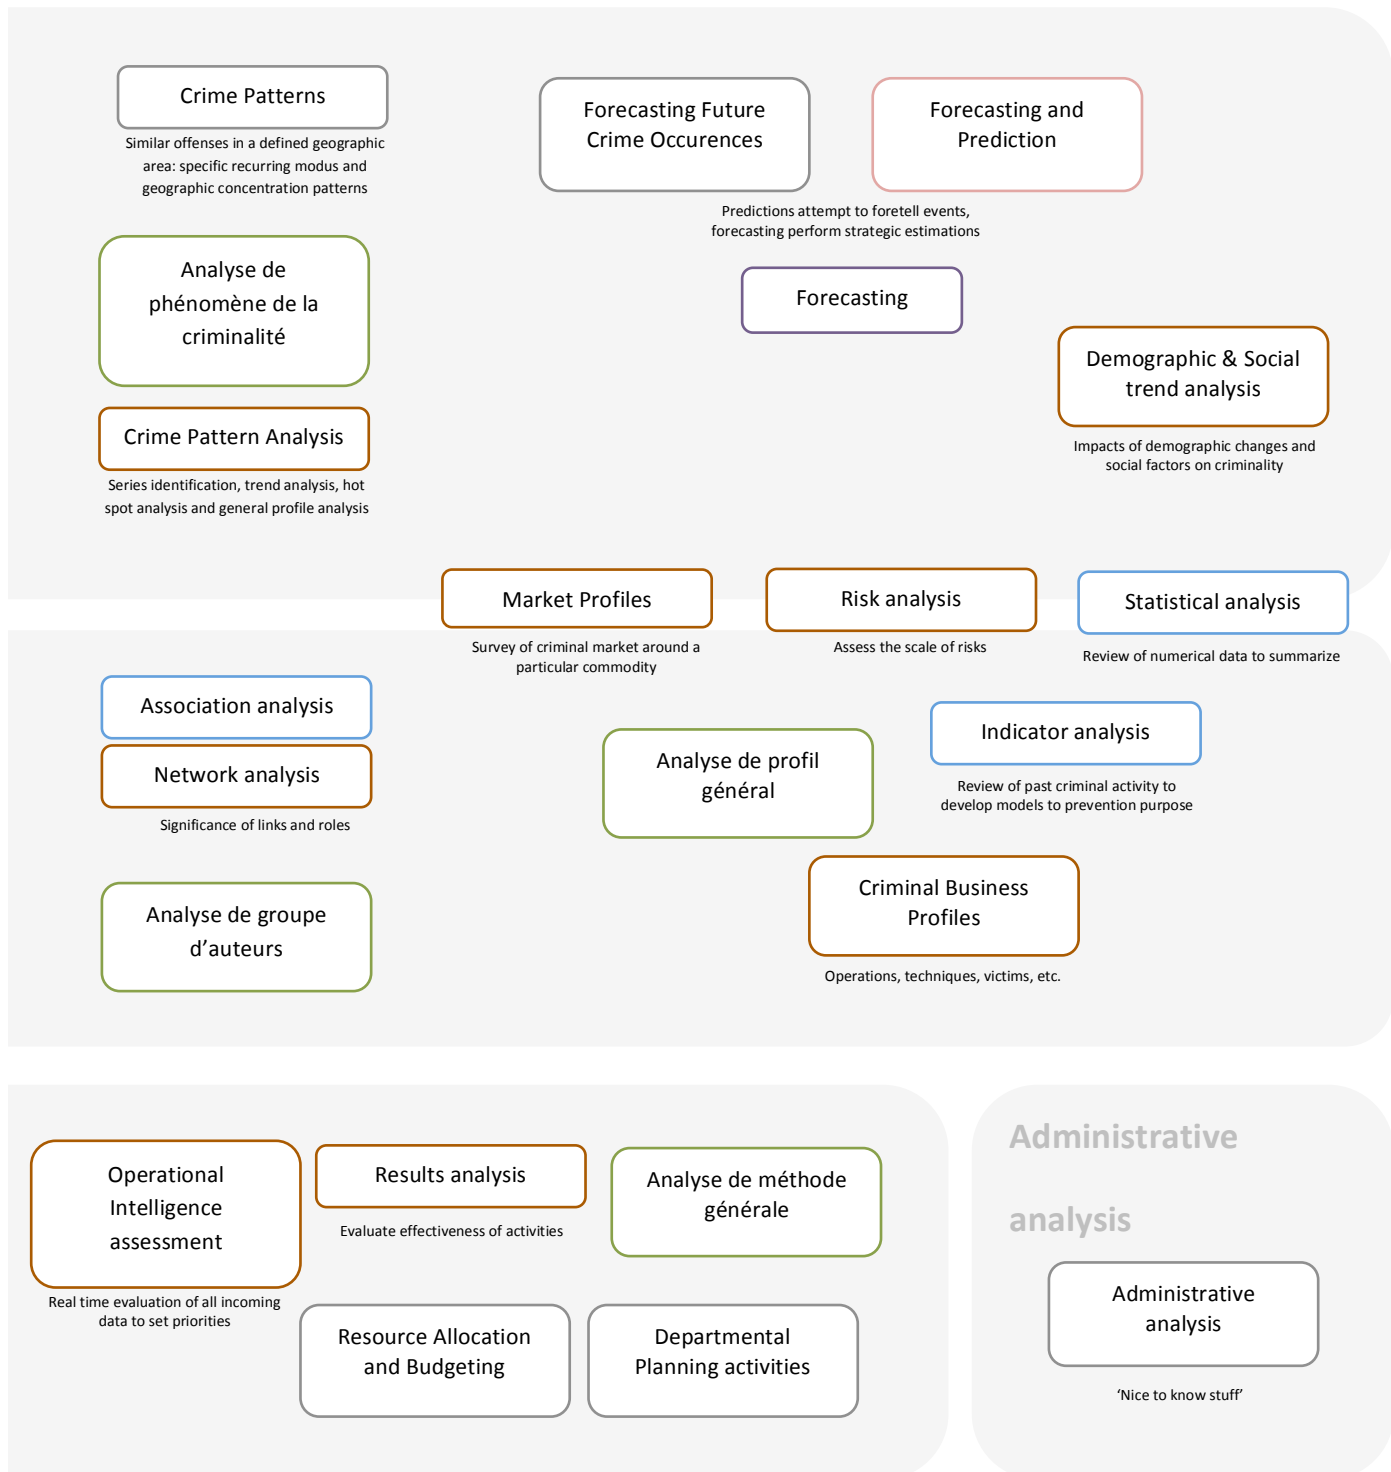 Crime Patterns
Similar offenses in a defined geographic
area: specific recurring modus and
geographic concentration patterns
Forecasting Future
Crime Occurences
Forecasting and
Prediction
Predictions attempt to foretell events,
forecasting perform strategic estimations
Analyse de
phénomène de la
criminalité
Forecasting
Demographic & Social
trend analysis
Impacts of demographic changes and
social factors on criminality
Crime Pattern Analysis
Series identification, trend analysis, hot
spot analysis and general profile analysis
Market Profiles
Survey of criminal market around a
particular commodity
Risk analysis
Assess the scale of risks
Statistical analysis
Review of numerical data to summarize
Association analysis
Network analysis
Significance of links and roles
Analyse de profil
général
Indicator analysis
Review of past criminal activity to
develop models to prevention purpose
Analyse de groupe
d’auteurs
Criminal Business
Profiles
Operations, techniques, victims, etc.
Operational
Intelligence
assessment
Real time evaluation of all incoming
data to set priorities
Results analysis
Evaluate effectiveness of activities
Analyse de méthode
générale
Resource Allocation
and Budgeting
Departmental
Planning activities
Administrative
analysis
Administrative
analysis
‘Nice to know stuff’